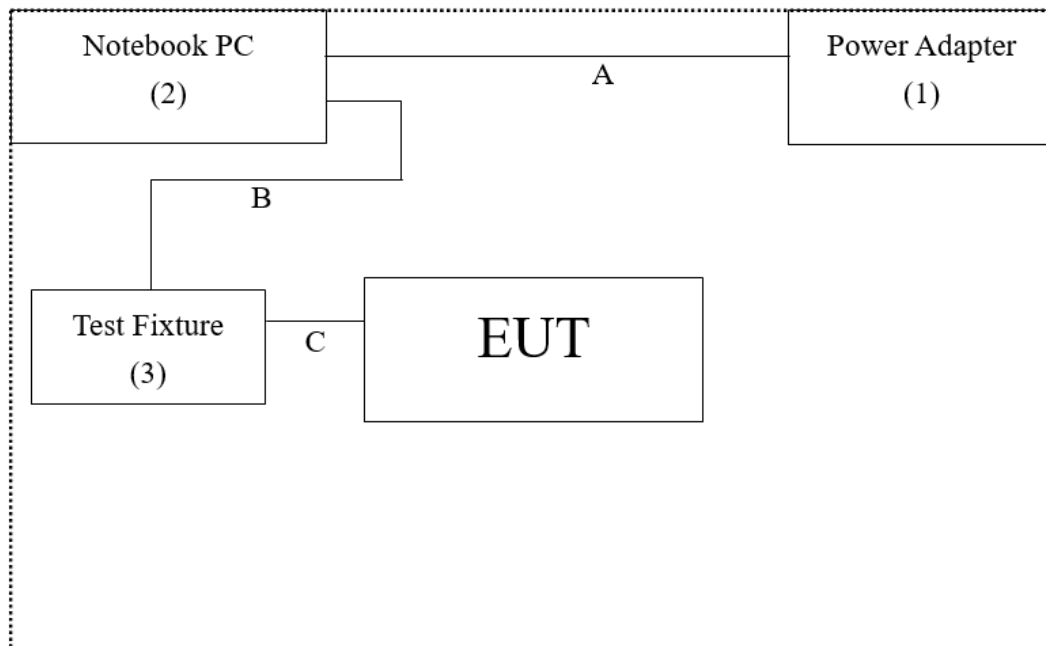 Notebook PC
(2)
Power Adapter
(1)
A
B
Test Fixture
(3)
C
EUT